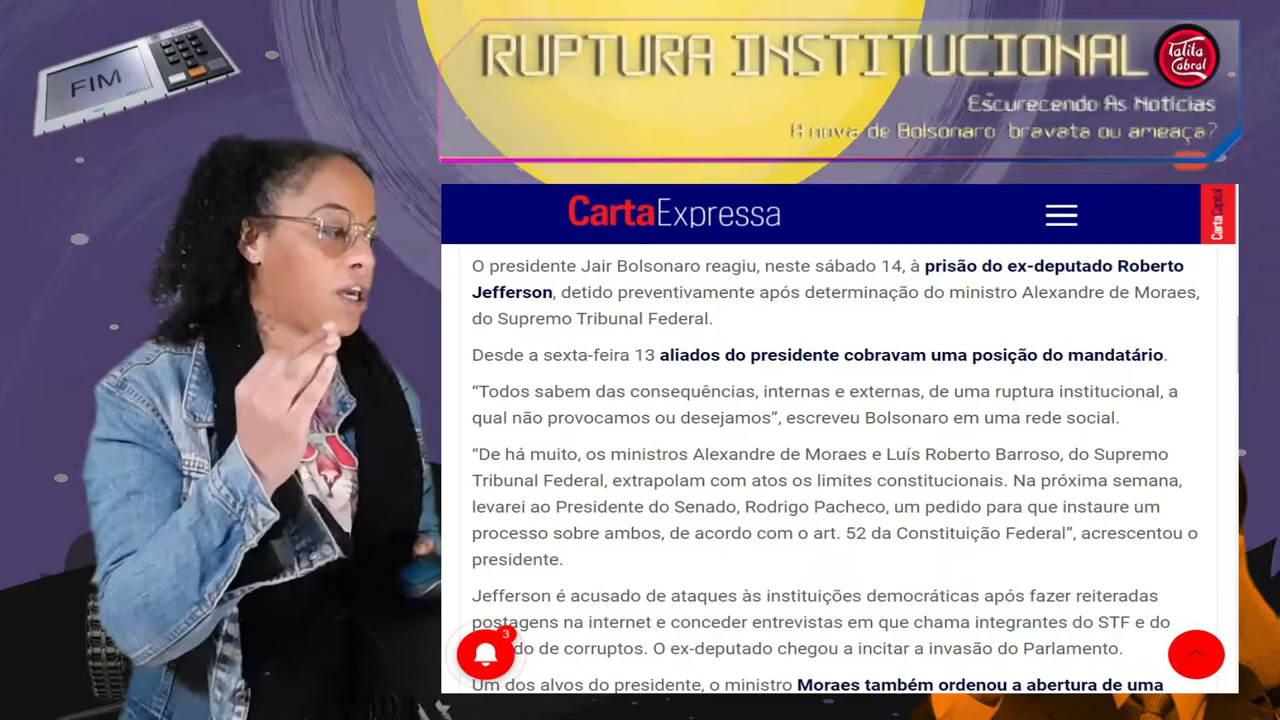 FIM
VOTOU
RUPTURA INSTITUCIONAL
Talita
Cabral
Escurecendo As Notícias
A nova de Bolsonaro bravata ou ameaça?
CartaExpressa
CartaCapital
O presidente Jair Bolsonaro reagiu, neste sábado 14, à prisão do ex-deputado Roberto
Jefferson, detido preventivamente após determinação do ministro Alexandre de Moraes,
do Supremo Tribunal Federal.
Desde a sexta-feira 13 aliados do presidente cobravam uma posição do mandatário.
“Todos sabem das consequências, internas e externas, de uma ruptura institucional, a
qual não provocamos ou desejamos”, escreveu Bolsonaro em uma rede social.
“De há muito, os ministros Alexandre de Moraes e Luís Roberto Barroso, do Supremo
Tribunal Federal, extrapolam com atos os limites constitucionais. Na próxima semana,
levarei ao Presidente do Senado, Rodrigo Pacheco, um pedido para que instaure um
processo sobre ambos, de acordo com o art. 52 da Constituição Federal”, acrescentou o
presidente.
Jefferson é acusado de ataques às instituições democráticas após fazer reiteradas
postagens na internet e conceder entrevistas em que chama integrantes do STF e do
do de corruptos. O ex-deputado chegou a incitar a invasão do Parlamento.
3
Um dos alvos do presidente, o ministro Moraes também ordenou a abertura de uma